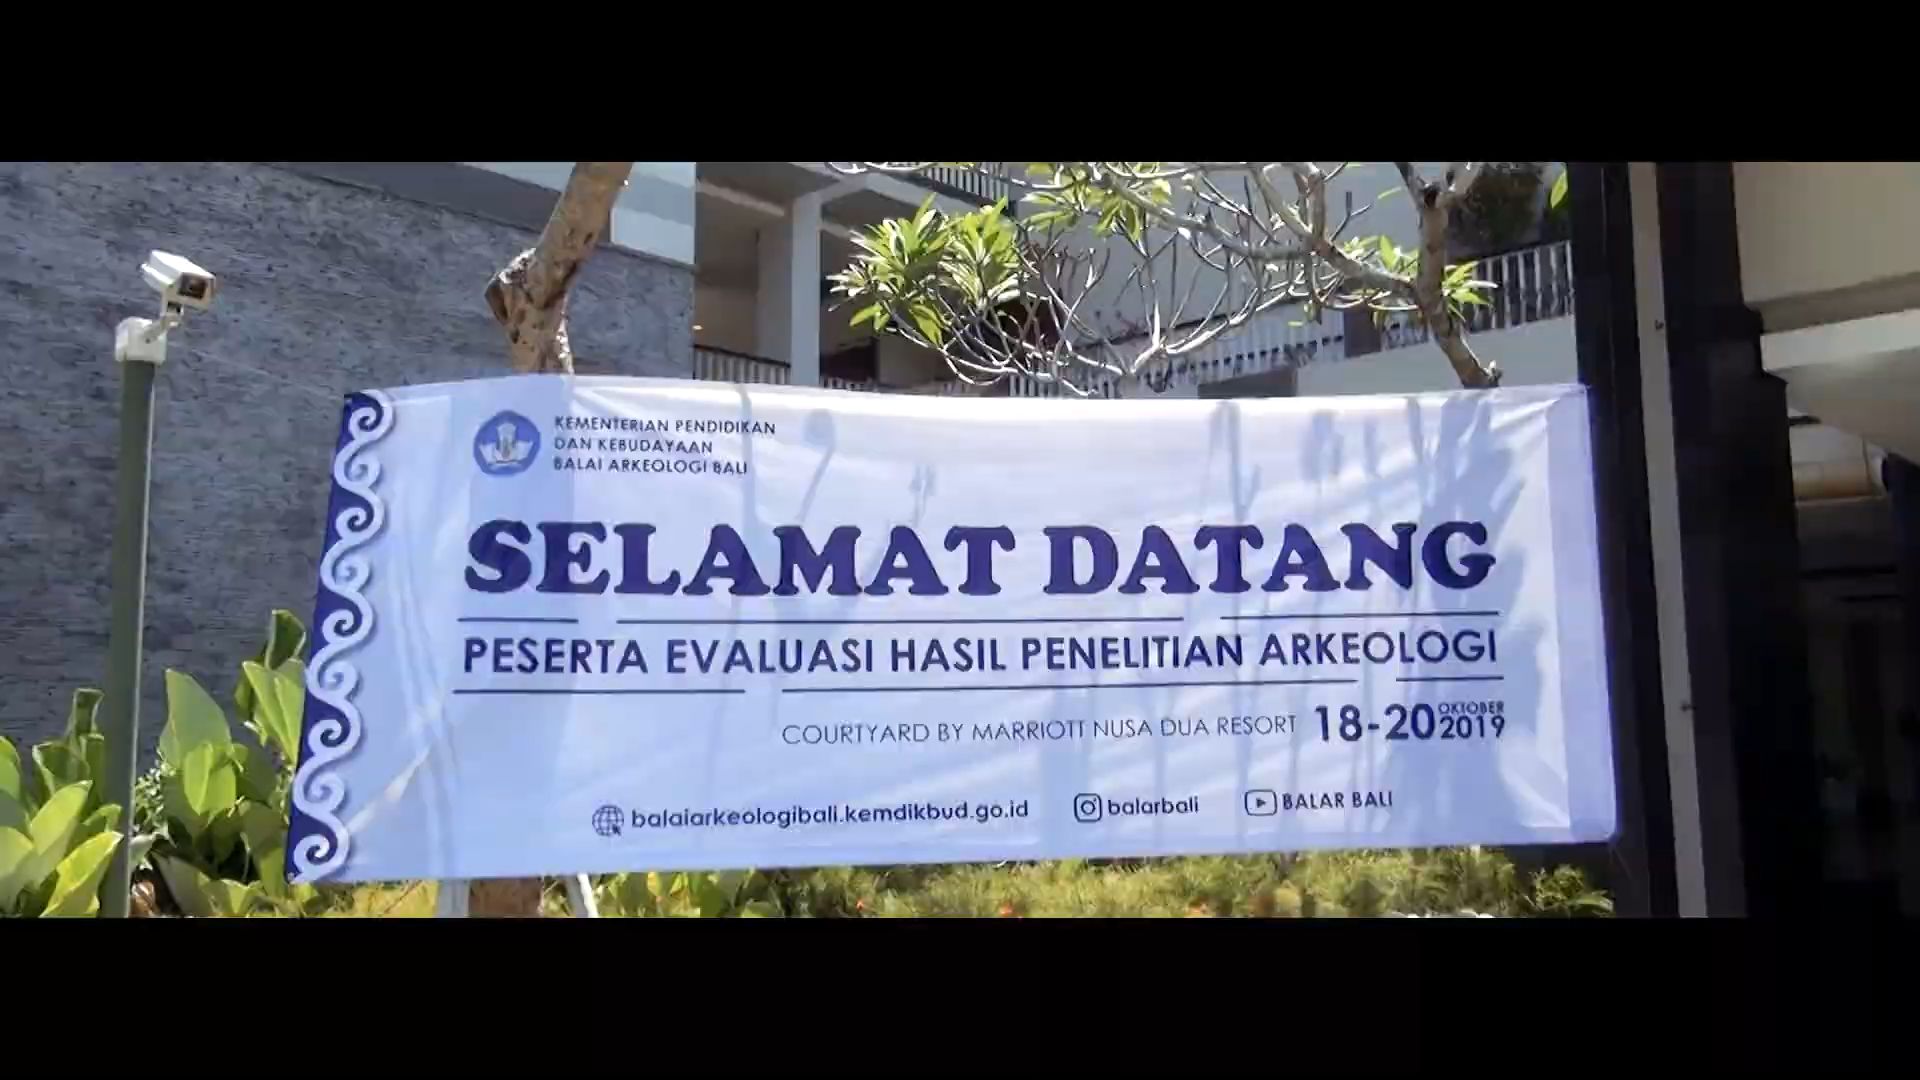 KEMENTERIAN PENDIDIKAN
DAN KEBUDAYAAN
BALAI ARKEOLOGI BALI
SELAMAT DATANG
PESERTA EVALUASI HASIL PENELITIAN ARKEOLOGI
COURTYARD BY MARRIOTT NUSA DUA RESORT 18-20 OKTOBER 2019
balaiarkeologibali.kemdikbud.go.id balarbali BALAR BALI